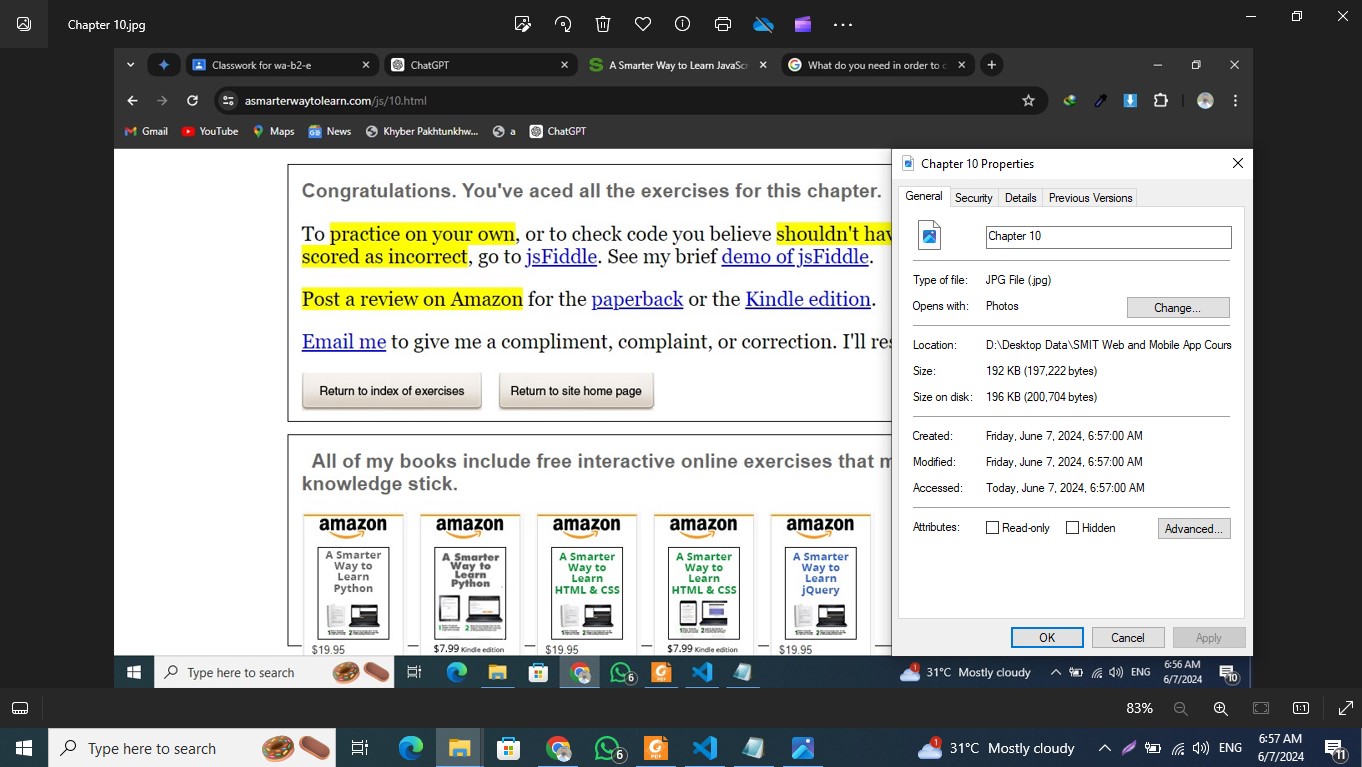 Chapter 10.jpg
Classwork for wa-b2-e
ChatGPT
A Smarter Way to Learn JavaScr
What do you need in order to c
asmarterwaytolearn.com/js/10.html
Gmail
YouTube
Maps
News
Khyber Pakhtunkhw...
a
ChatGPT
Congratulations. You've aced all the exercises for this chapter.
To practice on your own, or to check code you believe shouldn't hav
scored as incorrect, go to jsFiddle. See my brief demo of jsFiddle.
Post a review on Amazon for the paperback or the Kindle edition.
Email me to give me a compliment, complaint, or correction. I'll res
Return to index of exercises
Return to site home page
All of my books include free interactive online exercises that m
knowledge stick.
amazon
A Smarter
Way to
Learn
Python
$19.95
amazon
A Smarter
Way to
Learn
Python
$7.99 Kindle edition
amazon
A Smarter
Way to
Learn
HTML & CSS
$19.95
amazon
A Smarter
Way to
Learn
HTML & CSS
$7.99 Kindle edition
amazon
A Smarter
Way to
Learn
jQuery
$19.95
Chapter 10 Properties
General
Security
Details
Previous Versions
Chapter 10
Type of file: JPG File (.jpg)
Opens with: Photos
Change...
Location: D:\Desktop Data\SMIT Web and Mobile App Cours
Size: 192 KB (197,222 bytes)
Size on disk: 196 KB (200,704 bytes)
Created: Friday, June 7, 2024, 6:57:00 AM
Modified: Friday, June 7, 2024, 6:57:00 AM
Accessed: Today, June 7, 2024, 6:57:00 AM
Attributes: Read-only Hidden
Advanced...
OK
Cancel
Apply
Type here to search
6
1
31°C Mostly cloudy
ENG
6:56 AM
6/7/2024
10
83%
1:1
Type here to search
6
1
31°C Mostly cloudy
ENG
6:57 AM
6/7/2024
11